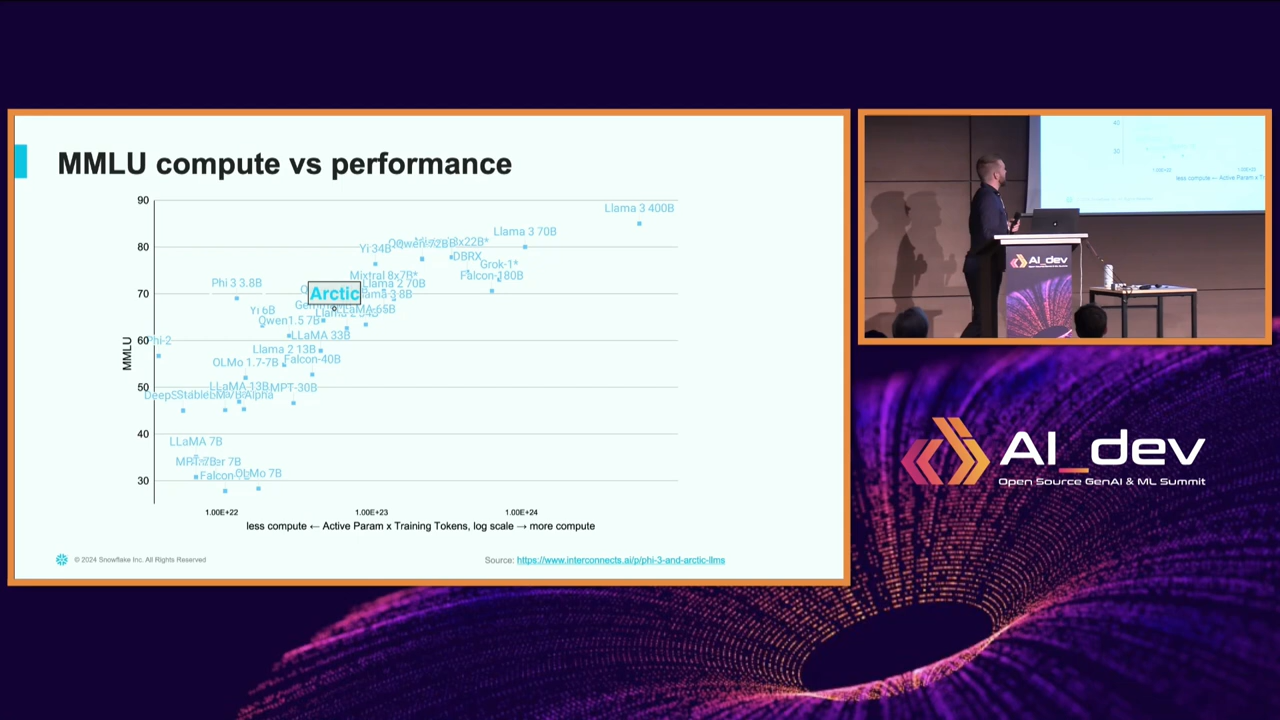 MMLU compute vs performance
90
80
70
60
50
40
30
MMLU
Llama 3 400B
Llama 3 70B
Yi 34B
DBRX
Grok-1*
Mixtral 8x7B*
Falcon-180B
Phi 3 3.8B
Llama 2 70B
Arctic
Yi 6B
Qwen1.5 7B
LLaMA 33B
Llama 2 13B
Falcon-40B
OLMo 1.7-7B
LLaMA 13B
MPT-30B
LLaMA 7B
OLMo 7B
1.00E+22
1.00E+23
1.00E+24
less compute ← Active Param x Training Tokens, log scale → more compute
© 2024 Snowflake Inc. All Rights Reserved
Source: https://www.interconnects.ai/p/phi-3-and-arctic-llms
AI_dev
AI_dev
Open Source GenAI & ML Summit